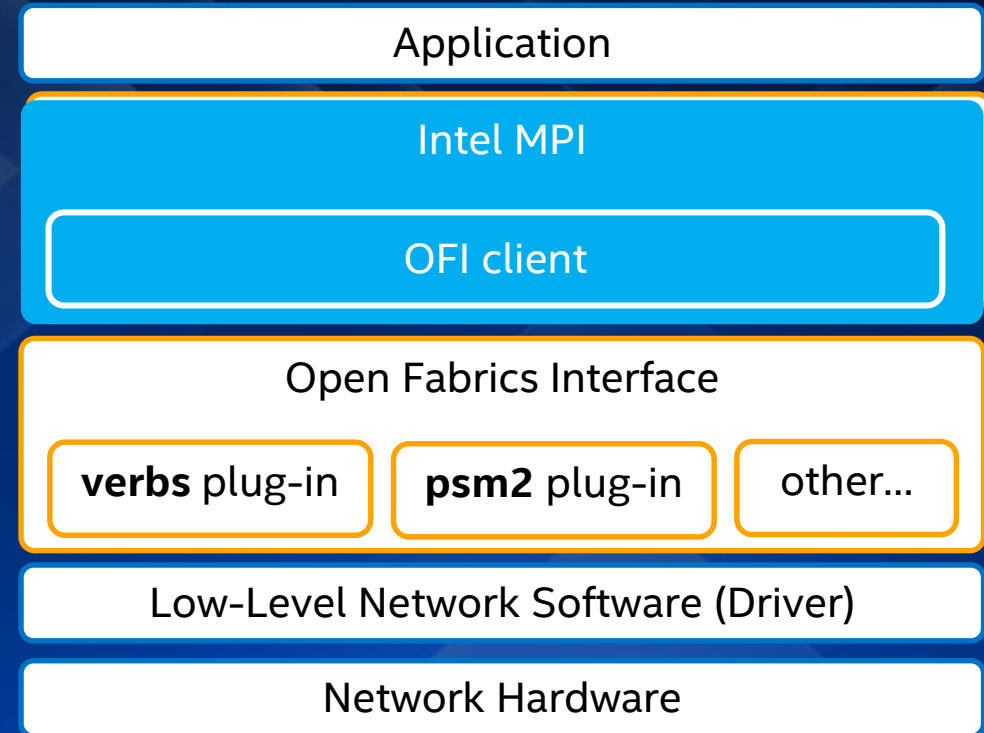 Application
Intel MPI
OFI client
Open Fabrics Interface
verbs plug-in
psm2 plug-in
other...
Low-Level Network Software (Driver)
Network Hardware